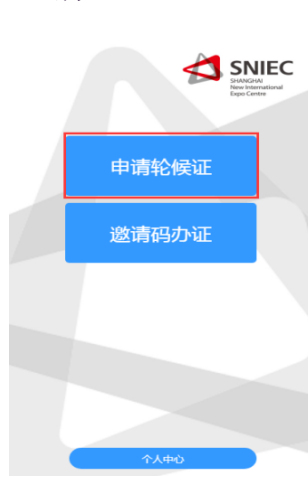 SNIEC
SHANGHAI
New International
Expo Centre
申请轮候证
邀请码办证
个人中心